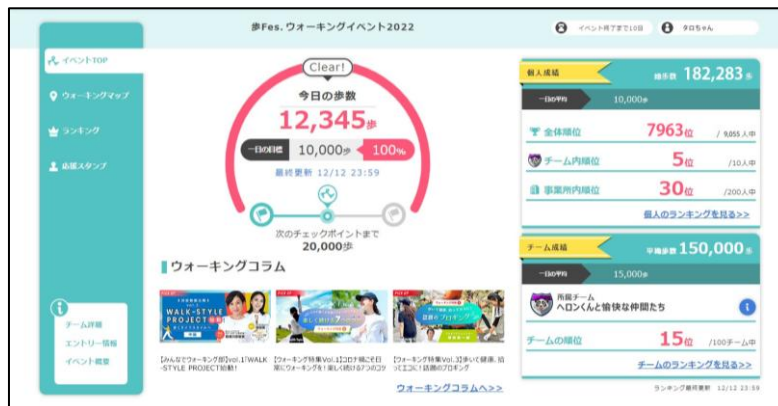 歩Fes.ウォーキングイベント2022
イベント終了まで10日
タロちゃん
イベントTOP
ウォーキングマップ
ランキング
応援スタンプ
チーム詳細
エントリー情報
イベント概要
Clear!
今日の歩数
12,345歩
一日の目標 10,000歩 100%
最終更新 12/12 23:59
次のチェックポイントまで
20,000歩
ウォーキングコラム
WALK-STYLE
PROJECT
【みんなでウォーキング部】vol.1「WALK
-STYLE PROJECT始動!
【ウォーキング特集Vol.1】コロナ禍こそ日
常にウォーキングを!楽しく続ける7つのコツ
【ウォーキング特集Vol.3】歩いて健康、拾
ってエコに!話題のプロギング
ウォーキングコラムへ>>
個人成績
総歩数 182,283歩
一日の平均 10,000歩
全体順位 7963位 / 9,055人中
チーム内順位 5位 /10人中
事業所内順位 30位 /200人中
個人のランキングを見る>>
チーム成績
平均歩数 150,000歩
一日の平均 15,000歩
所属チーム
ヘロンくんと愉快な仲間たち
チームの順位 15位 /100チーム中
チームのランキングを見る>>
ランキング最終更新 12/12 23:59